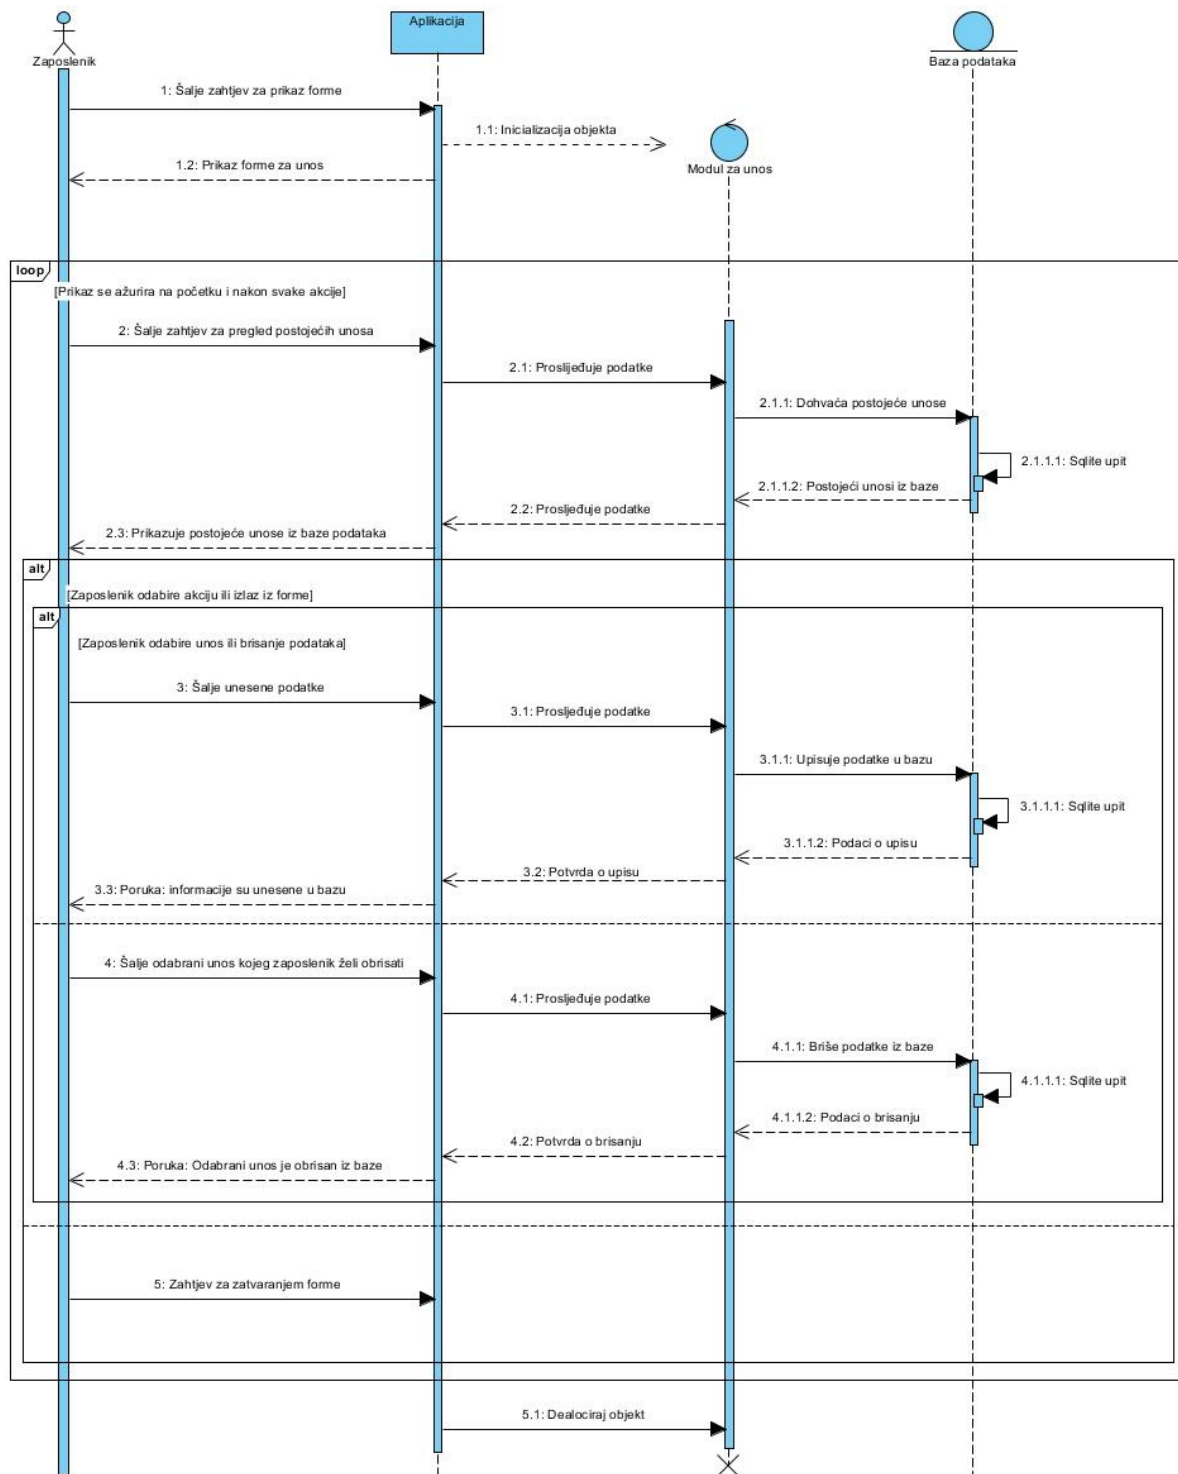 Aplikacija
Zaposlenik
Baza podataka
1: Šalje zahtjev za prikaz forme
1.1: Inicializacija objekta
1.2: Prikaz forme za unos
Modul za unos
loop
[Prikaz se ažurira na početku i nakon svake akcije]
2: Šalje zahtjev za pregled postojećih unosa
2.1: Proslijeđuje podatke
2.1.1: Dohvaća postojeće unose
2.1.1.1: Sqlite upit
2.1.1.2: Postojeći unosi iz baze
2.2: Prosljeđuje podatke
2.3: Prikazuje postojeće unose iz baze podataka
alt
[Zaposlenik odabire akciju ili izlaz iz forme]
alt
[Zaposlenik odabire unos ili brisanje podataka]
3: Šalje unesene podatke
3.1: Prosljeđuje podatke
3.1.1: Upisuje podatke u bazu
3.1.1.1: Sqlite upit
3.1.1.2: Podaci o upisu
3.2: Potvrda o upisu
3.3: Poruka: informacije su unesene u bazu
4: Šalje odabrani unos kojeg zaposlenik želi obrisati
4.1: Prosljeđuje podatke
4.1.1: Briše podatke iz baze
4.1.1.1: Sqlite upit
4.1.1.2: Podaci o brisanju
4.2: Potvrda o brisanju
4.3: Poruka: Odabrani unos je obrisan iz baze
5: Zahtjev za zatvaranjem forme
5.1: Dealociraj objekt